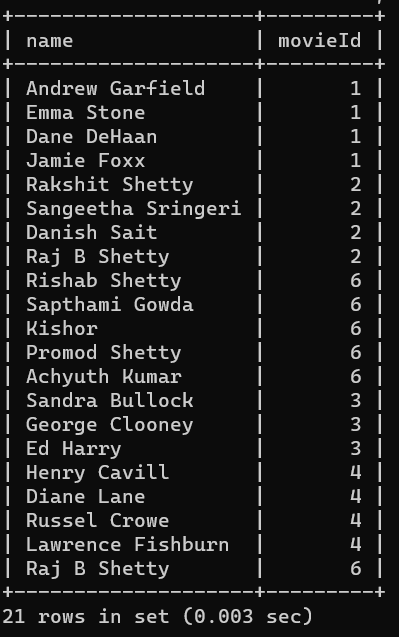 +--------------------+---------+
| name               | movieId |
+--------------------+---------+
| Andrew Garfield    |       1 |
| Emma Stone         |       1 |
| Dane DeHaan        |       1 |
| Jamie Foxx         |       1 |
| Rakshit Shetty     |       2 |
| Sangeetha Sringeri |       2 |
| Danish Sait        |       2 |
| Raj B Shetty       |       2 |
| Rishab Shetty      |       6 |
| Sapthami Gowda     |       6 |
| Kishor             |       6 |
| Promod Shetty      |       6 |
| Achyuth Kumar      |       6 |
| Sandra Bullock     |       3 |
| George Clooney     |       3 |
| Ed Harry           |       3 |
| Henry Cavill       |       4 |
| Diane Lane         |       4 |
| Russel Crowe       |       4 |
| Lawrence Fishburn  |       4 |
| Raj B Shetty       |       6 |
+--------------------+---------+
21 rows in set (0.003 sec)